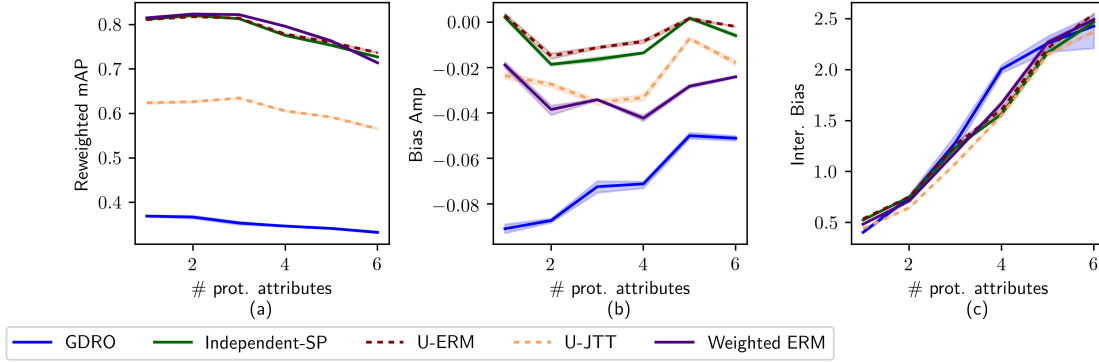 Reweighted mAP
0.8
0.7
0.6
0.5
0.4
2 4 6
# prot. attributes
(a)
Bias Amp
0.00
−0.02
−0.04
−0.06
−0.08
2 4 6
# prot. attributes
(b)
Inter. Bias
2.5
2.0
1.5
1.0
0.5
2 4 6
# prot. attributes
(c)
GDRO Independent-SP U-ERM U-JTT Weighted ERM